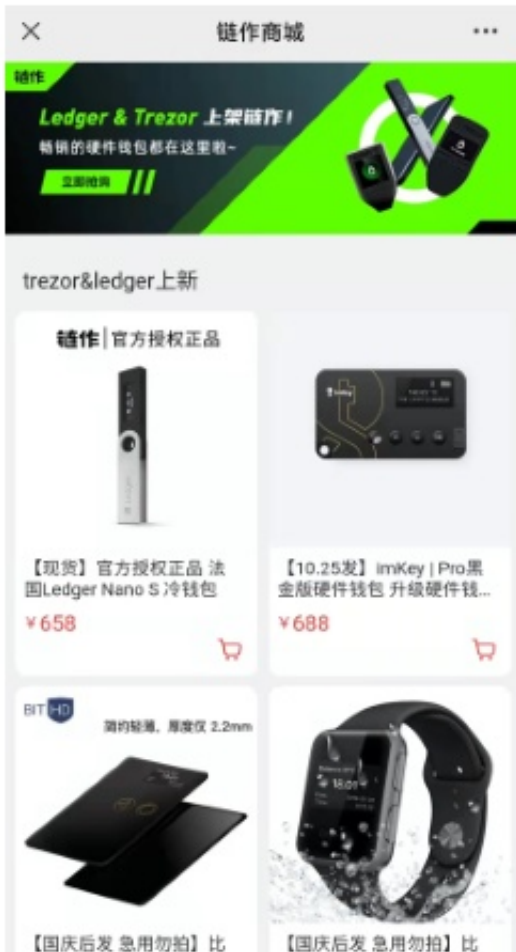 链作商城
链作
Ledger & Trezor 上架链作！
畅销的硬件钱包都在这里啦~
立即抢购
trezor&ledger上新
链作|官方授权正品
【现货】官方授权正品 法
国Ledger Nano S 冷钱包
¥658
imKey
【10.25发】imKey | Pro黑
金版硬件钱包 升级硬件钱...
¥688
BITHD
简约轻薄，厚度仅 2.2mm
【国庆后发 急用勿拍】比
18:01
【国庆后发 急用勿拍】比